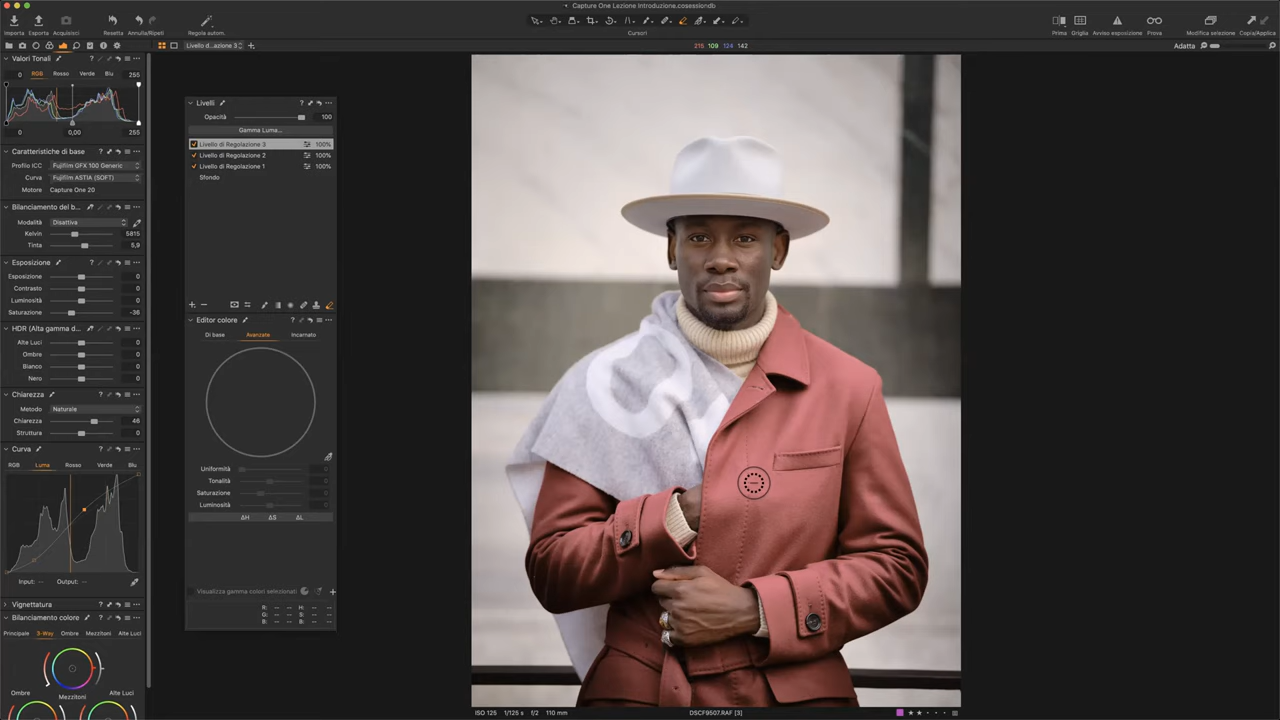 Capture One Lezione Introduzione.cosessiondb
Importa Esporta Acquisisci Resetta Annulla/Ripeti Regola autom. Cursori Prima Griglia Avviso esposizione Prova Modifica selezione Copia/Applica
Livello d...azione 3 216 109 124 142 Adatta
Valori Tonali
0 RGB Rosso Verde Blu 255
0 0,00 255
Caratteristiche di base
Profilo ICC Fujifilm GFX 100 Generic
Curva Fujifilm ASTIA (SOFT)
Motore Capture One 20
Bilanciamento del b...
Modalità Disattiva
Kelvin 5815
Tinta 5,9
Esposizione
Esposizione 0
Contrasto 0
Luminosità 0
Saturazione -36
HDR (Alta gamma d...
Alte Luci 0
Ombre 0
Bianco 0
Nero 0
Chiarezza
Metodo Naturale
Chiarezza 46
Struttura 0
Curva
RGB Luma Rosso Verde Blu
Input: -- Output: --
Vignettatura
Bilanciamento colore
Principale 3-Way Ombre Mezzitoni Alte Luci
Ombre Mezzitoni Alte Luci
Livelli
Opacità 100
Gamma Luma...
Livello di Regolazione 3 100%
Livello di Regolazione 2 100%
Livello di Regolazione 1 100%
Sfondo
Editor colore
Di base Avanzate Incarnato
Uniformità 0
Tonalità 0
Saturazione 0
Luminosità 0
ΔH ΔS ΔL
Visualizza gamma colori selezionati
R: -- -- H: -- --
G: -- -- S: -- --
B: -- -- B: -- --
ISO 125 1/125 s f/2 110 mm DSCF9507.RAF [3]